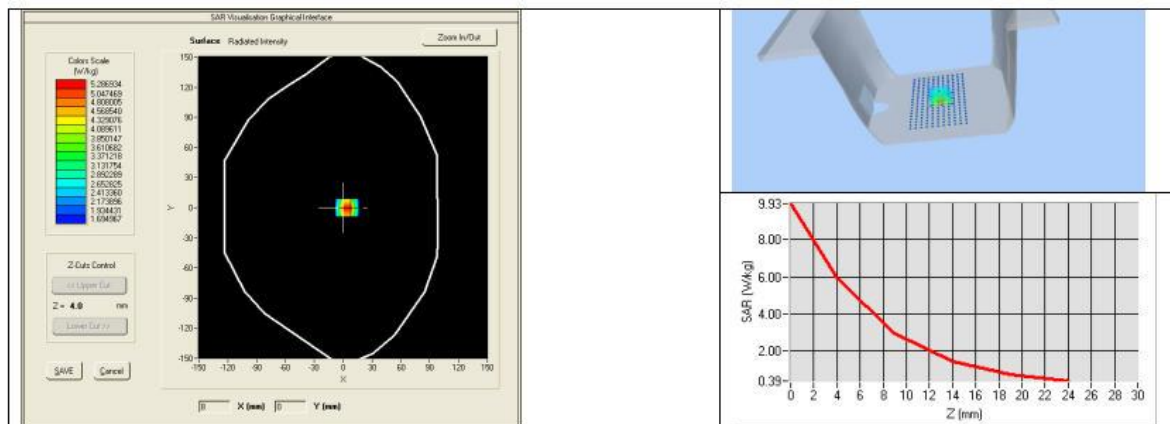 SAR Visualisation Graphical Interface
Surface Radiated Intensity
Zoom In/Out
Colors Scale
(W/kg)
5.286934
5.047469
4.808005
4.568540
4.329076
4.089611
3.850147
3.610682
3.371218
3.131754
2.892289
2.652825
2.413360
2.173896
1.934431
1.694967
Z-Cuts Control
<< Upper Cut
Z = 4.0 mm
Lower Cut >>
SAVE Cancel
150
120
90
60
30
0
-30
-60
-90
-120
-150
Y
-150 -120 -90 -60 -30 0 30 60 90 120 150
X
X (mm) 0 Y (mm)
9.93
8.00
6.00
4.00
2.00
0.39
SAR (W/kg)
0 2 4 6 8 10 12 14 16 18 20 22 24 26 28 30
Z (mm)